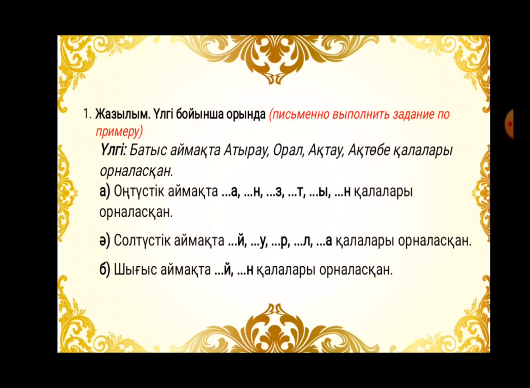 1. Жазылым. Үлгі бойынша орында (письменно выполнить задание по
примеру)
Үлгі: Батыс аймақта Атырау, Орал, Ақтау, Ақтөбе қалалары
орналасқан.
а) Оңтүстік аймақта ...а, ...н, ...з, ...т, ...ы, ...н қалалары
орналасқан.
ә) Солтүстік аймақта ...й, ...у, ...р, ...л, ...а қалалары орналасқан.
б) Шығыс аймақта ...й, ...н қалалары орналасқан.